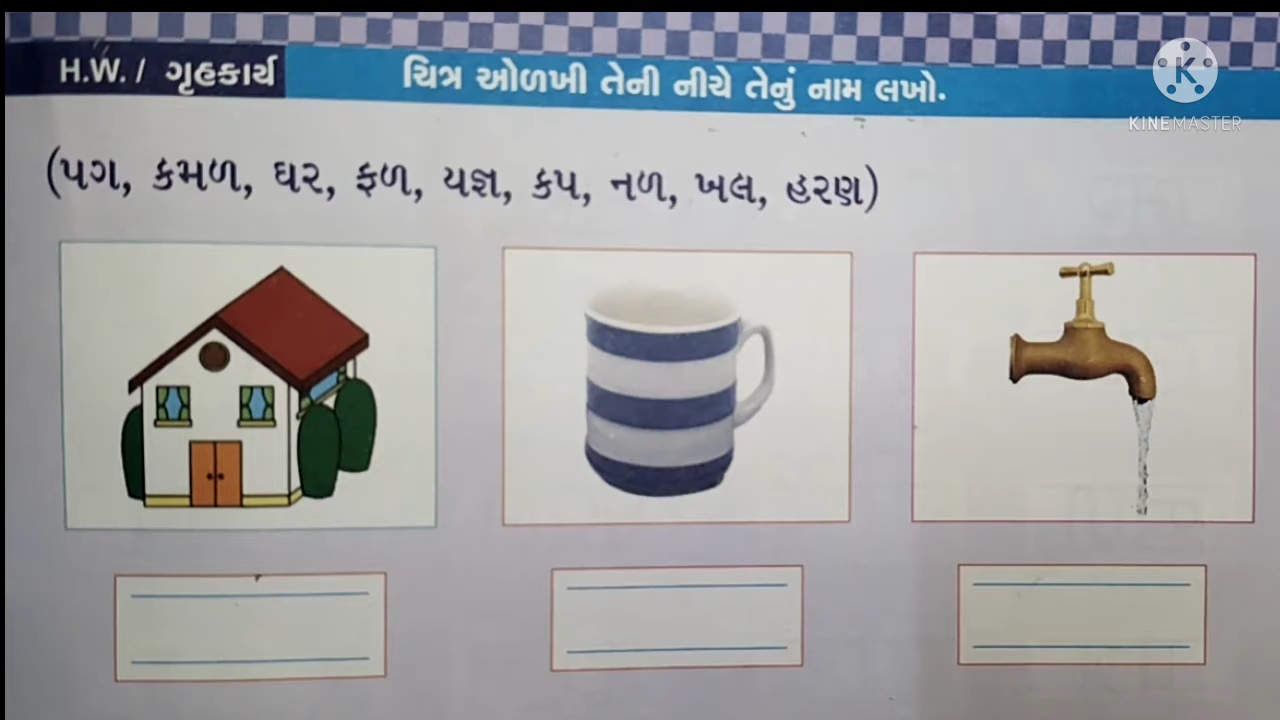 H.W. / ગૃહકાર્ય
ચિત્ર ઓળખી તેની નીચે તેનું નામ લખો.
K
KINEMASTER
(પગ, કમળ, ઘર, ફળ, યજ્ઞ, કપ, નળ, ખલ, હરણ)